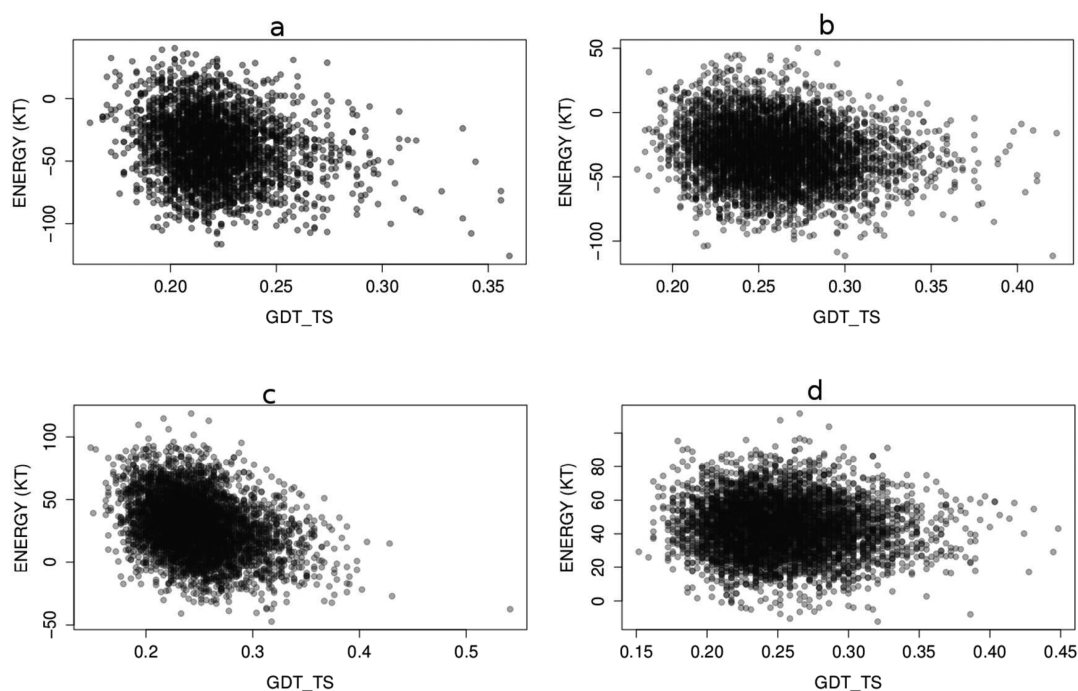 a
ENERGY (KT)
0
−50
−100
0.20 0.25 0.30 0.35
GDT_TS
b
ENERGY (KT)
50
0
−50
−100
0.20 0.25 0.30 0.35 0.40
GDT_TS
c
ENERGY (KT)
100
50
0
−50
0.2 0.3 0.4 0.5
GDT_TS
d
ENERGY (KT)
80
60
40
20
0
0.15 0.20 0.25 0.30 0.35 0.40 0.45
GDT_TS